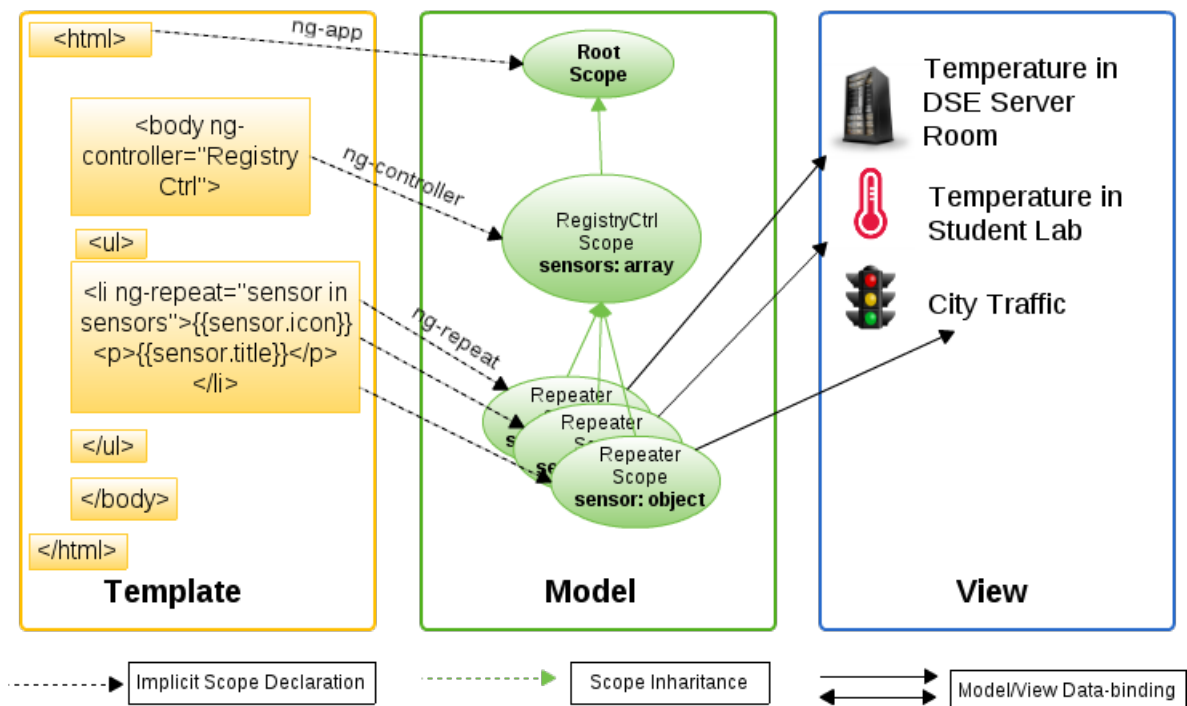 <html>
ng-app
Root
Scope
<body ng-
controller="Registry
Ctrl">
ng-controller
RegistryCtrl
Scope
sensors: array
<ul>
<li ng-repeat="sensor in
sensors">{{sensor.icon}}
<p>{{sensor.title}}</p>
</li>
ng-repeat
Repeater
Repeater
Repeater
Scope
sensor: object
</ul>
</body>
</html>
Template
Model
Temperature in
DSE Server
Room
Temperature in
Student Lab
City Traffic
View
Implicit Scope Declaration
Scope Inharitance
Model/View Data-binding